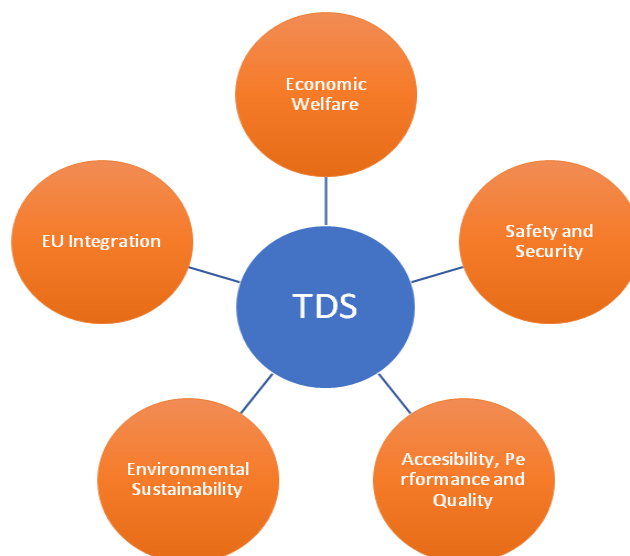 Economic
Welfare
EU Integration
Safety and
Security
TDS
Environmental
Sustainability
Accesibility, Pe
rformance and
Quality